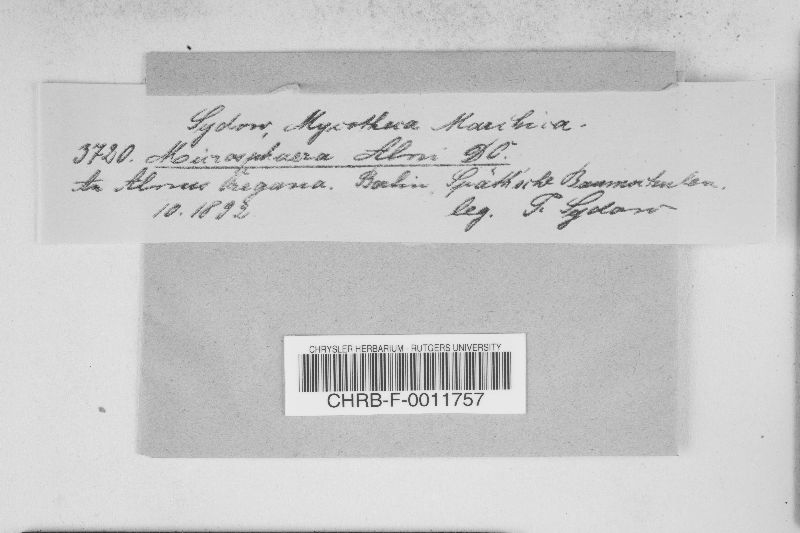 Sydow, Mycotheca Marchica.
3720. Microsphaera Alni DC.
An Alnus Oregana. Berlin, Späth'sche Baumschulen.
10. 1892 leg. P. Sydow
CHRYSLER HERBARIUM - RUTGERS UNIVERSITY
CHRB-F-0011757